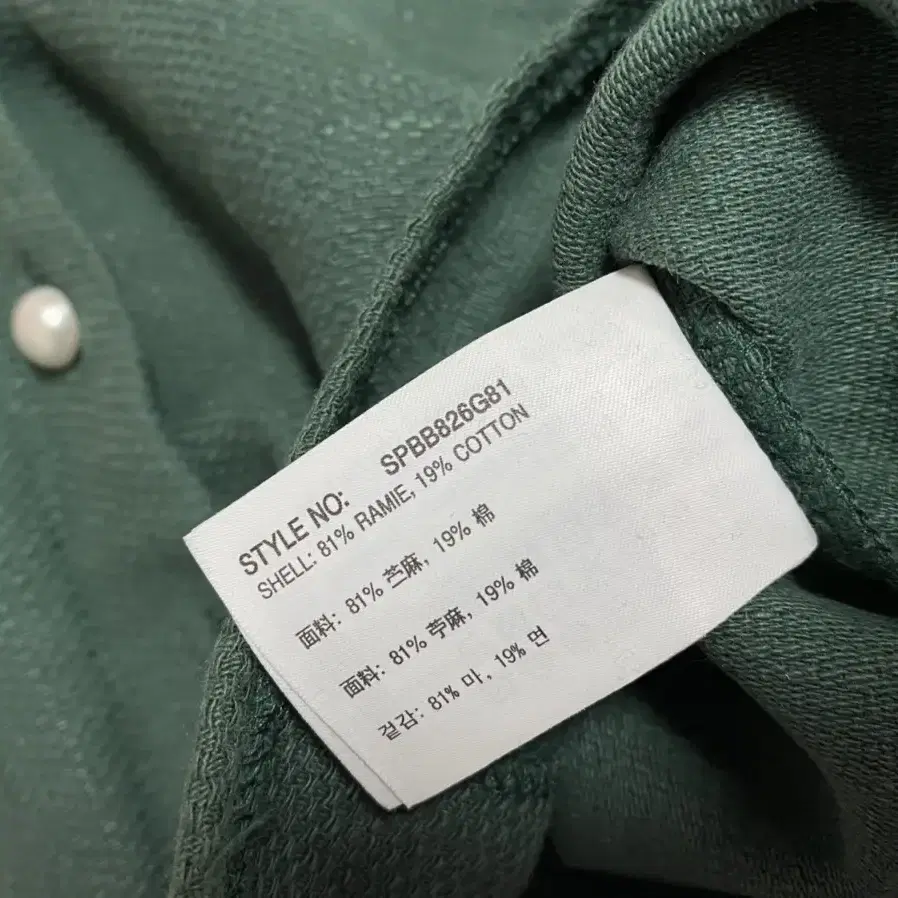 STYLE NO: SPBB826G81
SHELL: 81% RAMIE, 19% COTTON
面料: 81% 苎麻, 19% 棉
面料: 81% 苧麻, 19% 棉
겉감: 81% 마, 19% 면